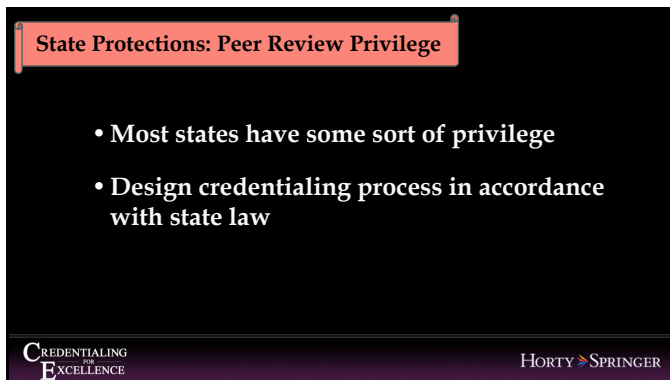 State Protections: Peer Review Privilege
• Most states have some sort of privilege
• Design credentialing process in accordance
with state law
CREDENTIALING
FOR
EXCELLENCE
HORTY SPRINGER